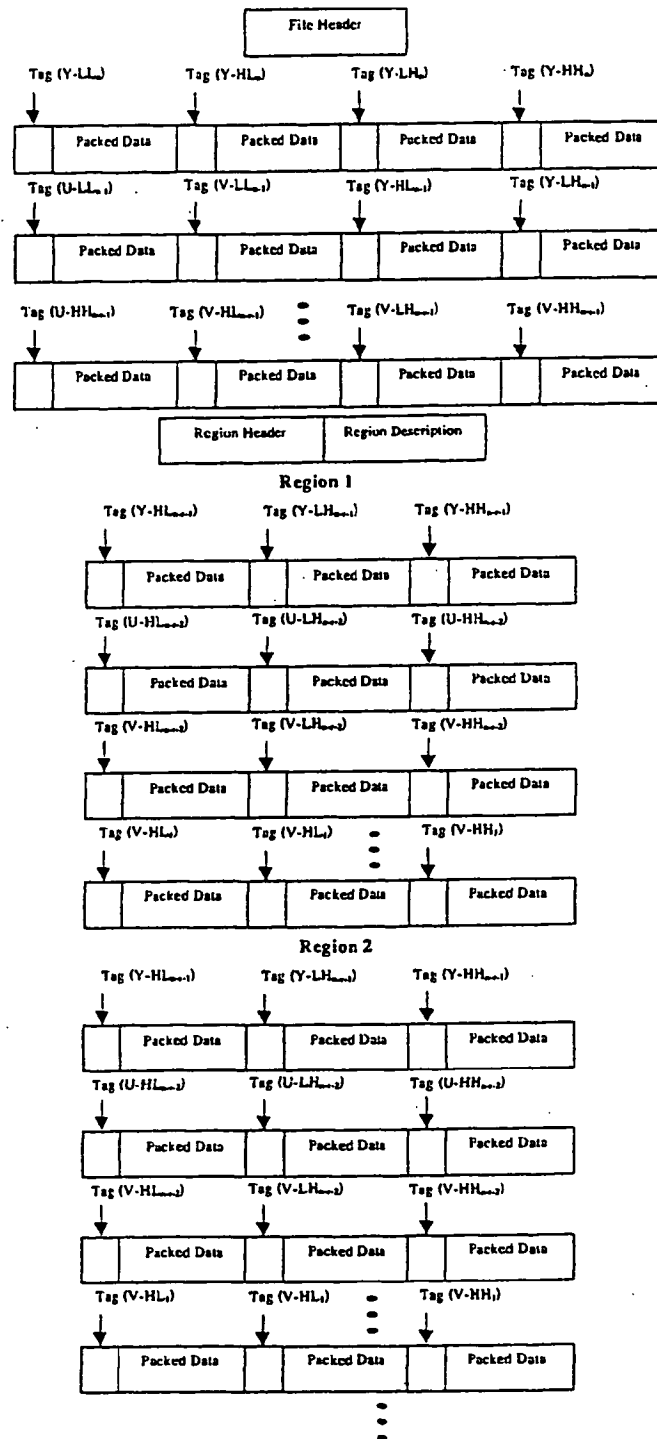 File Header
Tag (Y-LLₙ) Tag (Y-HLₙ) Tag (Y-LHₙ) Tag (Y-HHₙ)
Packed Data Packed Data Packed Data Packed Data
Tag (U-LLₙ₋₁) Tag (V-LLₙ₋₁) Tag (Y-HLₙ₋₁) Tag (Y-LHₙ₋₁)
Packed Data Packed Data Packed Data Packed Data
Tag (U-HHₙ₋₁) Tag (V-HLₙ₋₁) Tag (V-LHₙ₋₁) Tag (V-HHₙ₋₁)
Packed Data Packed Data Packed Data Packed Data
Region Header Region Description
Region 1
Tag (Y-HL) Tag (Y-LH) Tag (Y-HH)
Packed Data Packed Data Packed Data
Tag (U-HL) Tag (U-LH) Tag (U-HH)
Packed Data Packed Data Packed Data
Tag (V-HL) Tag (V-LH) Tag (V-HH)
Packed Data Packed Data Packed Data
Tag (V-HL) Tag (V-HL) Tag (V-HH)
Packed Data Packed Data Packed Data
Region 2
Tag (Y-HL) Tag (Y-LH) Tag (Y-HH)
Packed Data Packed Data Packed Data
Tag (U-HL) Tag (U-LH) Tag (U-HH)
Packed Data Packed Data Packed Data
Tag (V-HL) Tag (V-LH) Tag (V-HH)
Packed Data Packed Data Packed Data
Tag (V-HL₁) Tag (V-HL₁) Tag (V-HH₁)
Packed Data Packed Data Packed Data